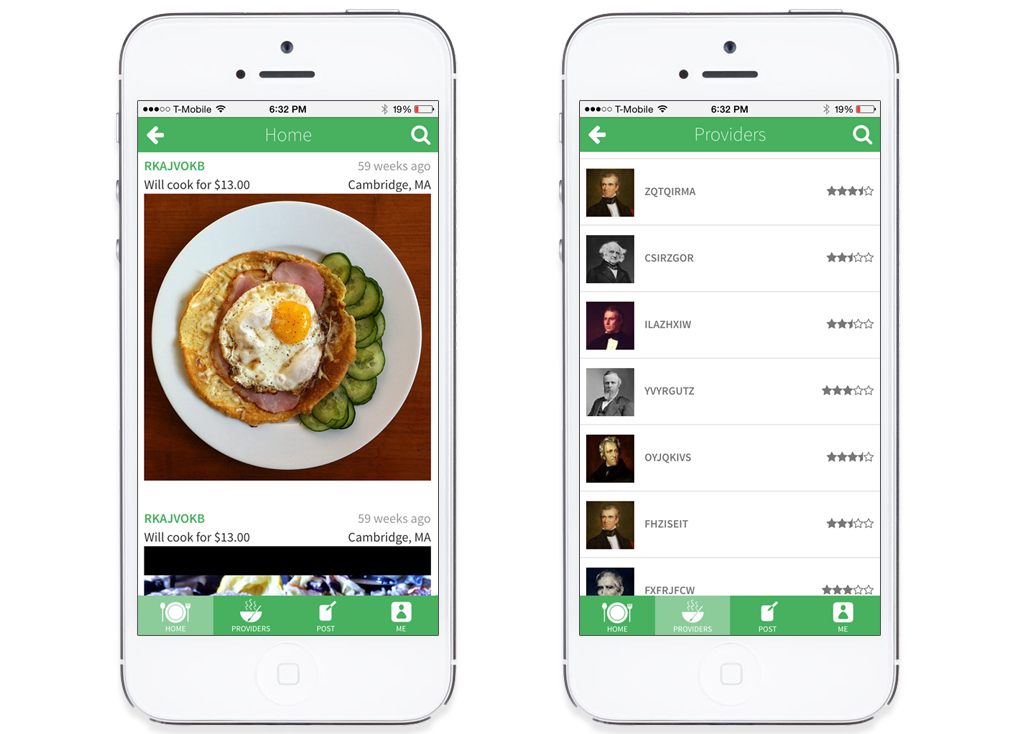 T-Mobile 6:32 PM 19%
Home
RKAJVOKB 59 weeks ago
Will cook for $13.00 Cambridge, MA
RKAJVOKB 59 weeks ago
Will cook for $13.00 Cambridge, MA
HOME PROVIDERS POST ME
T-Mobile 6:32 PM 19%
Providers
ZQTQIRMA
CSIRZGOR
ILAZHXIW
YVYRGUTZ
OYJQKIVS
FHZISEIT
FXFRJFCW
HOME PROVIDERS POST ME